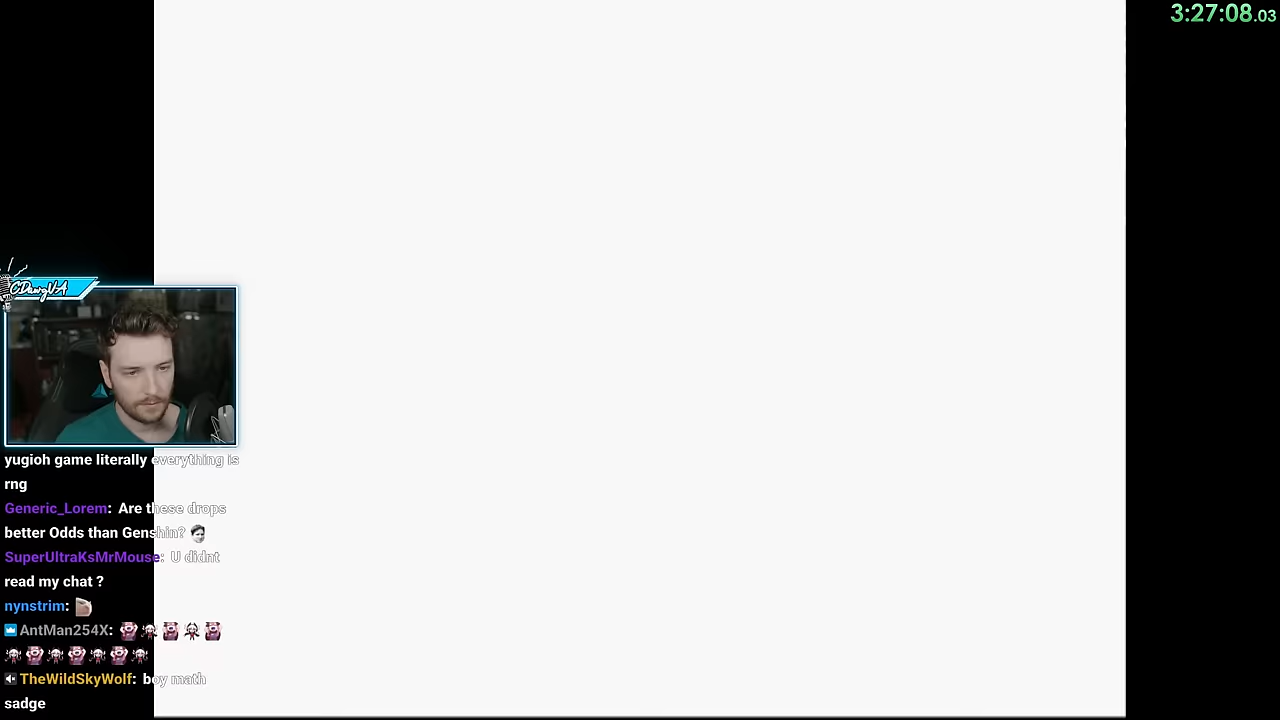 3:27:08.03
CDawgVA
yugioh game literally everything is
rng
Generic_Lorem: Are these drops
better Odds than Genshin?
SuperUltraKsMrMouse: U didnt
read my chat ?
nynstrim:
AntMan254X:
TheWildSkyWolf: boy math
sadge